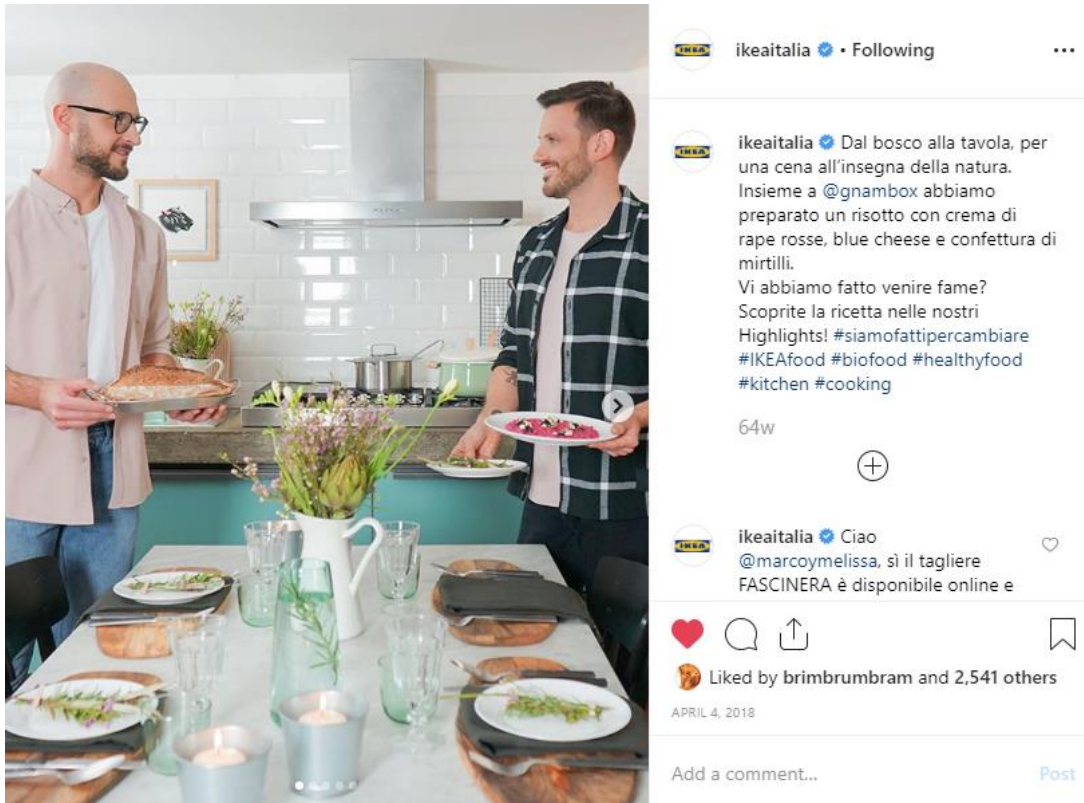 IKEA
ikeaitalia • Following
IKEA
ikeaitalia Dal bosco alla tavola, per
una cena all'insegna della natura.
Insieme a @gnambox abbiamo
preparato un risotto con crema di
rape rosse, blue cheese e confettura di
mirtilli.
Vi abbiamo fatto venire fame?
Scoprite la ricetta nelle nostri
Highlights! #siamofattipercambiare
#IKEAfood #biofood #healthyfood
#kitchen #cooking
64w
IKEA
ikeaitalia Ciao
@marcoymelissa, sì il tagliere
FASCINERA è disponibile online e
Liked by brimbrumbram and 2,541 others
APRIL 4, 2018
Add a comment...
Post